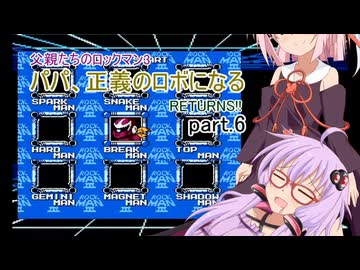 父親たちのロックマン3
パパ、正義のロボになる
RETURNS!!
part.6
SPARK MAN
SNAKE MAN
HARD MAN
BREAK MAN
TOP MAN
GEMINI MAN
MAGNET MAN
SHADOW MAN